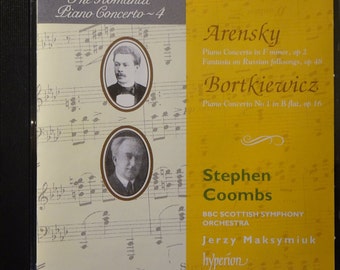 The Romantic
Piano Concerto ~ 4
Arensky
Piano Concerto in F minor, op 2
Fantasia on Russian folksongs, op 48
Bortkiewicz
Piano Concerto No 1 in B flat, op 16
Stephen
Coombs
BBC SCOTTISH SYMPHONY
ORCHESTRA
Jerzy Maksymiuk
hyperion